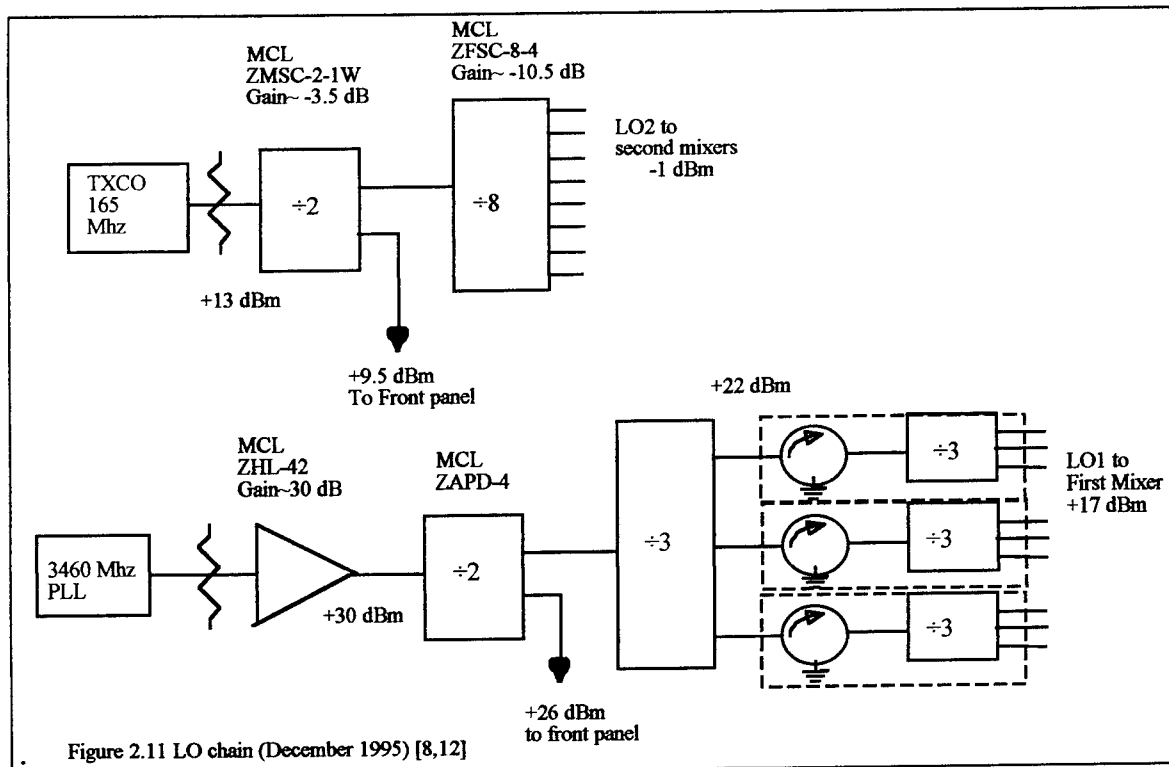 MCL
ZMSC-2-1W
Gain~ -3.5 dB
MCL
ZFSC-8-4
Gain~ -10.5 dB
LO2 to
second mixers
-1 dBm
TXCO
165
Mhz
÷2
÷8
+13 dBm
+9.5 dBm
To Front panel
+22 dBm
MCL
ZHL-42
Gain~30 dB
MCL
ZAPD-4
÷3
LO1 to
First Mixer
+17 dBm
3460 Mhz
PLL
+30 dBm
÷2
÷3
÷3
÷3
+26 dBm
to front panel
Figure 2.11 LO chain (December 1995) [8,12]